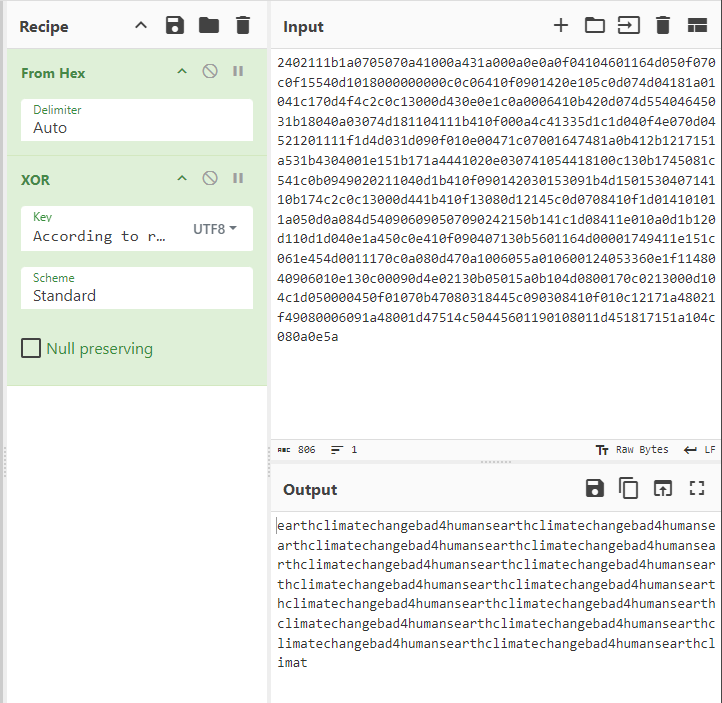 Recipe
From Hex
Delimiter
Auto
XOR
Key
According to r…
UTF8
Scheme
Standard
Null preserving
Input
2402111b1a0705070a41000a431a000a0e0a0f04104601164d050f070
c0f15540d1018000000000c0c06410f0901420e105c0d074d04181a01
041c170d4f4c2c0c13000d430e0e1c0a0006410b420d074d554046450
31b18040a03074d181104111b410f000a4c41335d1c1d040f4e070d04
521201111f1d4d031d090f010e00471c07001647481a0b412b1217151
a531b4304001e151b171a4441020e030741054418100c130b1745081c
541c0b0949020211040d1b410f090142030153091b4d1501530407141
10b174c2c0c13000d441b410f13080d12145c0d0708410f1d01410101
1a050d0a084d540906090507090242150b141c1d08411e010a0d1b120
d110d1d040e1a450c0e410f090407130b5601164d00001749411e151c
061e454d0011170c0a080d470a1006055a010600124053360e1f11480
40906010e130c00090d4e02130b05015a0b104d0800170c0213000d10
4c1d050000450f01070b47080318445c090308410f010c12171a48021
f49080006091a48001d47514c50445601190108011d451817151a104c
080a0e5a
ABC 806 1
Raw Bytes LF
Output
earthclimatechangebad4humansearthclimatechangebad4humanse
arthclimatechangebad4humansearthclimatechangebad4humansea
rthclimatechangebad4humansearthclimatechangebad4humansear
thclimatechangebad4humansearthclimatechangebad4humanseart
hclimatechangebad4humansearthclimatechangebad4humansearth
climatechangebad4humansearthclimatechangebad4humansearthc
limatechangebad4humansearthclimatechangebad4humansearthcl
imat